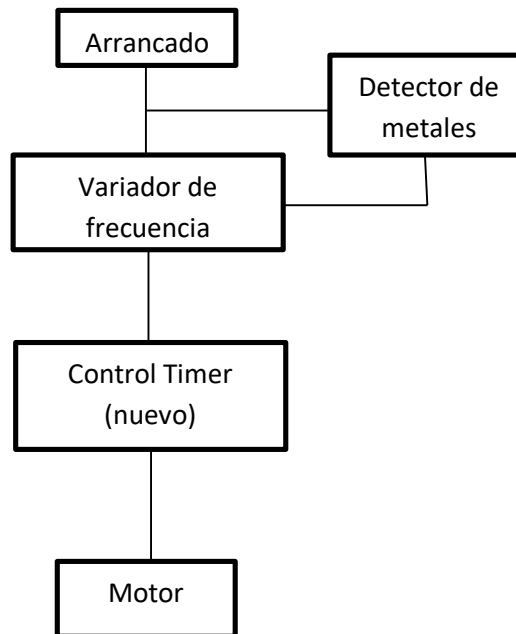 Arrancado
Detector de
metales
Variador de
frecuencia
Control Timer
(nuevo)
Motor